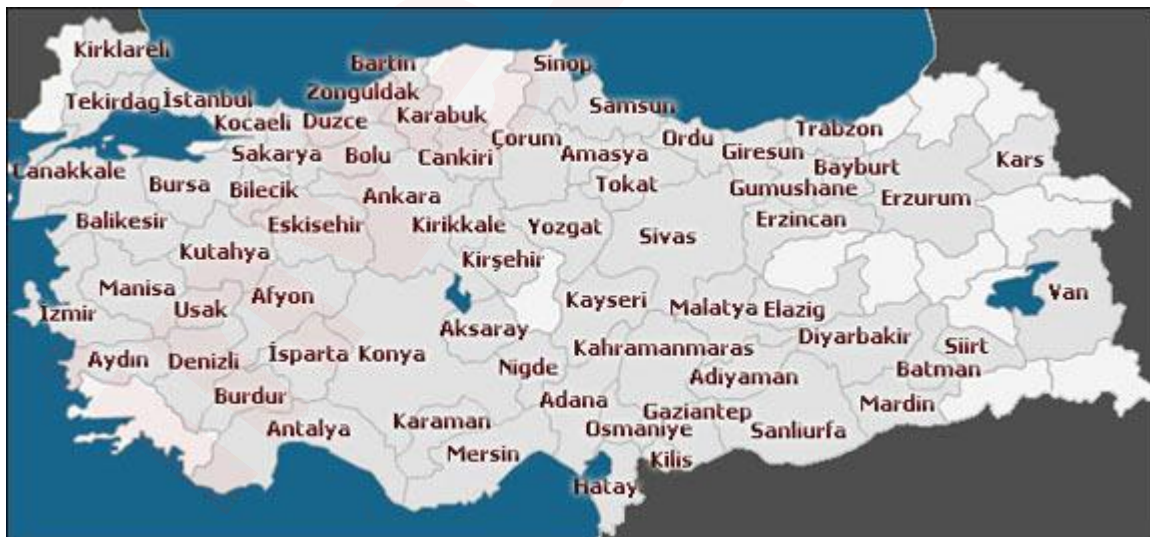 Kirklareli
Bartin
Sinop
Tekirdag
İstanbul
Zonguldak
Samsun
Kocaeli
Duzce
Karabuk
Çorum
Ordu
Trabzon
Sakarya
Bolu
Cankiri
Amasya
Giresun
Bayburt
Kars
Canakkale
Bursa
Bilecik
Ankara
Tokat
Gumushane
Erzurum
Balikesir
Eskisehir
Kirikkale
Yozgat
Sivas
Erzincan
Kutahya
Kirşehir
Manisa
Usak
Afyon
Kayseri
Malatya
Elazig
Van
İzmir
Aksaray
Diyarbakir
Siirt
Aydın
Denizli
İsparta
Konya
Nigde
Kahramanmaras
Batman
Burdur
Adana
Adiyaman
Mardin
Antalya
Karaman
Gaziantep
Osmaniye
Sanliurfa
Mersin
Kilis
Hatay